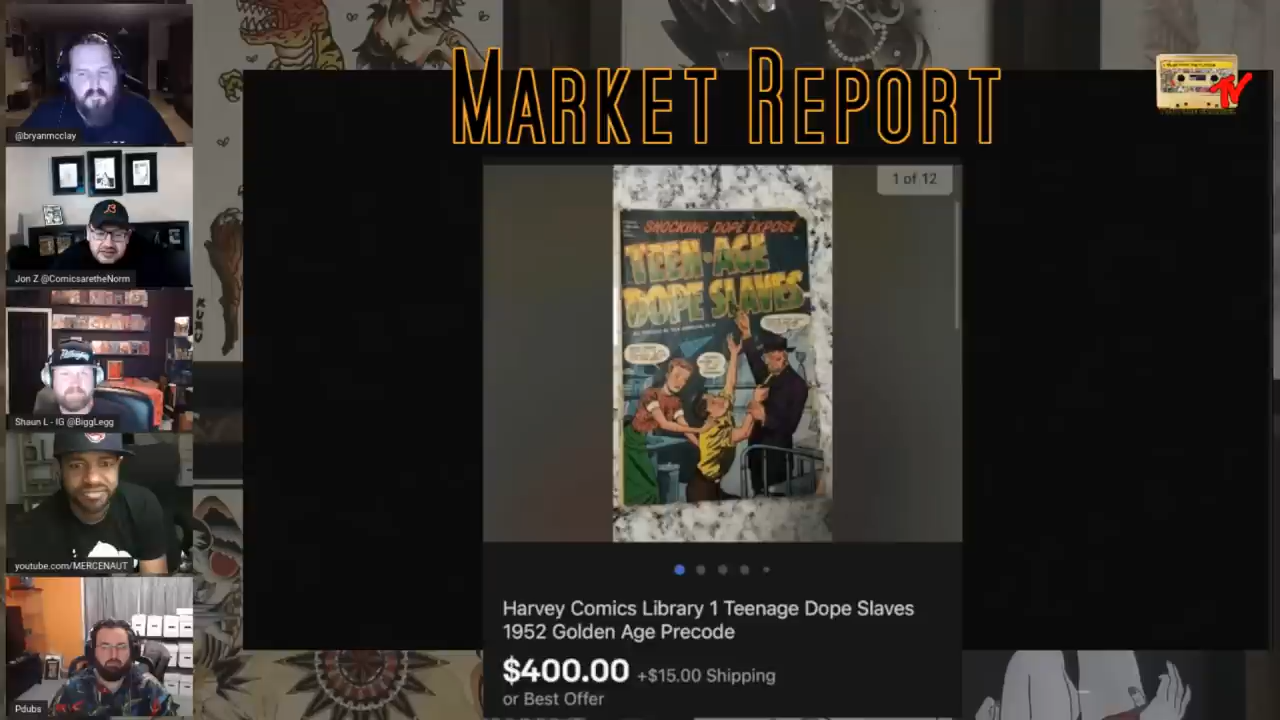 MARKET REPORT
TV
@bryanmcclay
Jon Z @ComicsaretheNorm
Shaun L - IG @BiggLegg
youtube.com/MERCENAUT
Pdubs
1 of 12
SHOCKING DOPE EXPOSE
TEEN-AGE
DOPE SLAVES
Harvey Comics Library 1 Teenage Dope Slaves
1952 Golden Age Precode
$400.00 +$15.00 Shipping
or Best Offer